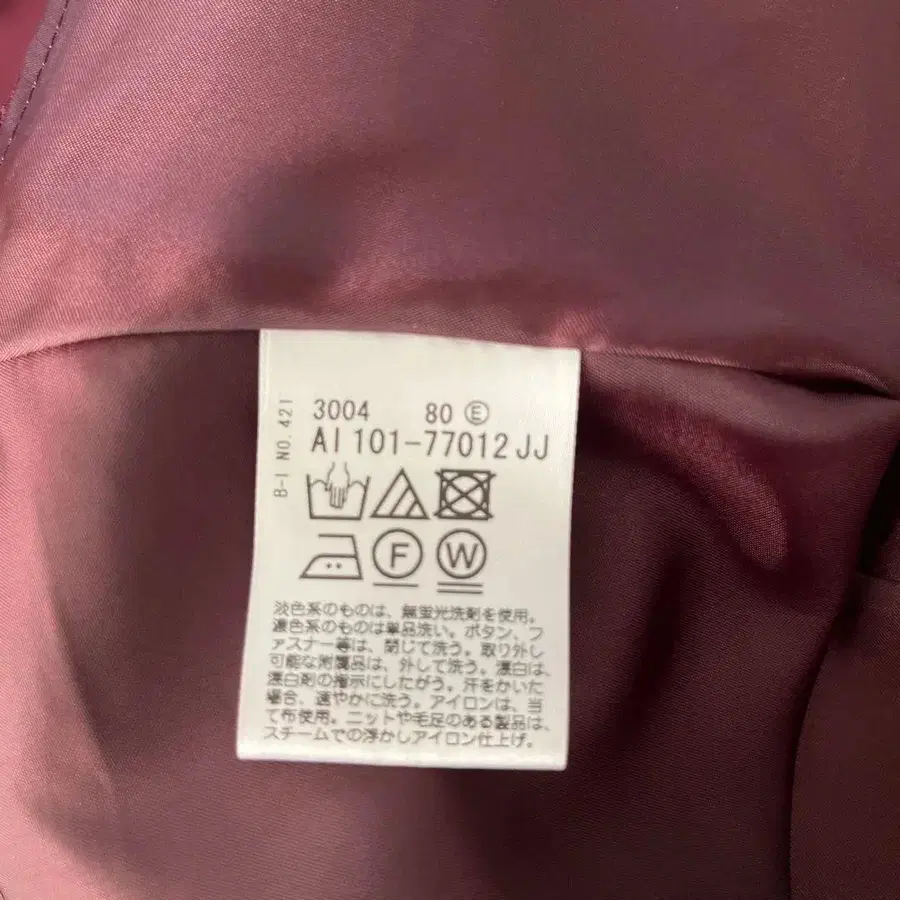 B-1 NO. 421
3004 80 Ⓔ
AI 101-77012 JJ
F W
淡色系のものは、無蛍光洗剤を使用。
濃色系のものは単品洗い。ボタン、フ
ァスナー等は、閉じて洗う。取り外し
可能な附属品は、外して洗う。漂白は、
漂白剤の指示にしたがう。汗をかいた
場合、速やかに洗う。アイロンは、当
て布使用。ニットや毛足のある製品は、
スチームでの浮かしアイロン仕上げ。